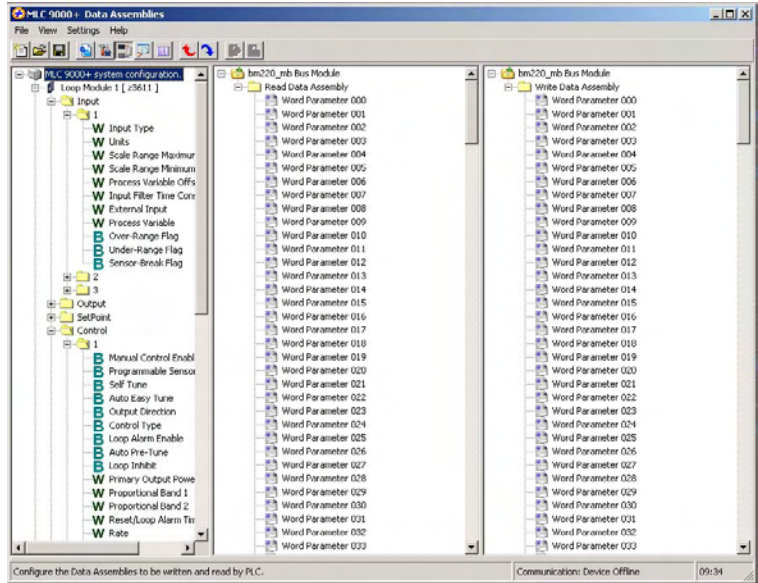 MLC 9000+ Data Assemblies
File View Settings Help
MLC 9000+ system configuration.
Loop Module 1 [ z3611 ]
Input
1
W Input Type
W Units
W Scale Range Maximur
W Scale Range Minimum
W Process Variable Offs
W Input Filter Time Cons
W External Input
W Process Variable
B Over-Range Flag
B Under-Range Flag
B Sensor-Break Flag
2
3
Output
SetPoint
Control
1
B Manual Control Enabl
B Programmable Sensor
B Self Tune
B Auto Easy Tune
B Output Direction
B Control Type
B Loop Alarm Enable
B Auto Pre-Tune
B Loop Inhibit
W Primary Output Powe
W Proportional Band 1
W Proportional Band 2
W Reset/Loop Alarm Tim
W Rate
bm220_mb Bus Module
Read Data Assembly
Word Parameter 000
Word Parameter 001
Word Parameter 002
Word Parameter 003
Word Parameter 004
Word Parameter 005
Word Parameter 006
Word Parameter 007
Word Parameter 008
Word Parameter 009
Word Parameter 010
Word Parameter 011
Word Parameter 012
Word Parameter 013
Word Parameter 014
Word Parameter 015
Word Parameter 016
Word Parameter 017
Word Parameter 018
Word Parameter 019
Word Parameter 020
Word Parameter 021
Word Parameter 022
Word Parameter 023
Word Parameter 024
Word Parameter 025
Word Parameter 026
Word Parameter 027
Word Parameter 028
Word Parameter 029
Word Parameter 030
Word Parameter 031
Word Parameter 032
Word Parameter 033
bm220_mb Bus Module
Write Data Assembly
Word Parameter 000
Word Parameter 001
Word Parameter 002
Word Parameter 003
Word Parameter 004
Word Parameter 005
Word Parameter 006
Word Parameter 007
Word Parameter 008
Word Parameter 009
Word Parameter 010
Word Parameter 011
Word Parameter 012
Word Parameter 013
Word Parameter 014
Word Parameter 015
Word Parameter 016
Word Parameter 017
Word Parameter 018
Word Parameter 019
Word Parameter 020
Word Parameter 021
Word Parameter 022
Word Parameter 023
Word Parameter 024
Word Parameter 025
Word Parameter 026
Word Parameter 027
Word Parameter 028
Word Parameter 029
Word Parameter 030
Word Parameter 031
Word Parameter 032
Word Parameter 033
Configure the Data Assemblies to be written and read by PLC.
Communication: Device Offline
09:34